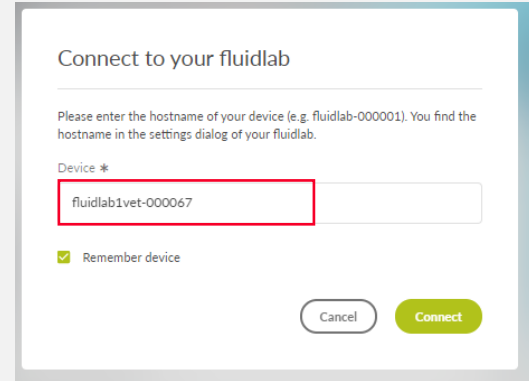 Connect to your fluidlab
Please enter the hostname of your device (e.g. fluidlab-000001). You find the
hostname in the settings dialog of your fluidlab.
Device ✱
fluidlab1vet-000067
Remember device
Cancel
Connect